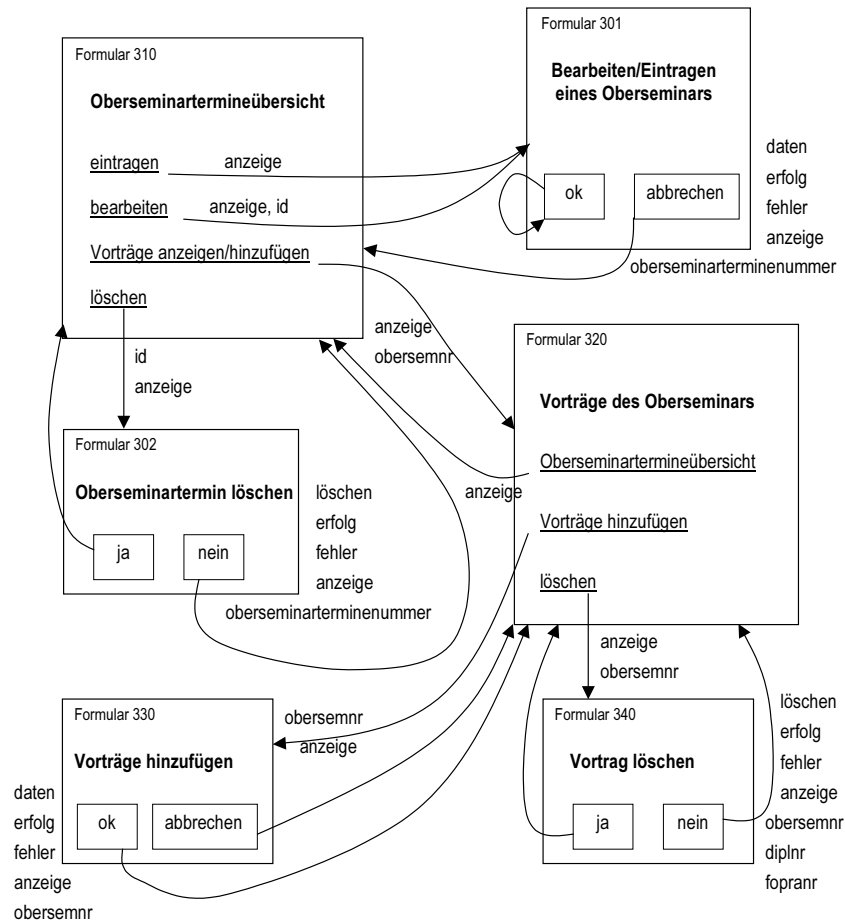 Formular 310
Oberseminartermineübersicht
eintragen
anzeige
bearbeiten
anzeige, id
Vorträge anzeigen/hinzufügen
löschen
Formular 301
Bearbeiten/Eintragen
eines Oberseminars
ok
abbrechen
daten
erfolg
fehler
anzeige
oberseminarterminenummer
id
anzeige
anzeige
obersemnr
Formular 302
Oberseminartermin löschen
ja
nein
löschen
erfolg
fehler
anzeige
oberseminarterminenummer
Formular 320
Vorträge des Oberseminars
Oberseminartermineübersicht
anzeige
Vorträge hinzufügen
löschen
anzeige
obersemnr
obersemnr
anzeige
Formular 330
Vorträge hinzufügen
ok
abbrechen
daten
erfolg
fehler
anzeige
obersemnr
Formular 340
Vortrag löschen
ja
nein
löschen
erfolg
fehler
anzeige
obersemnr
diplnr
fopranr